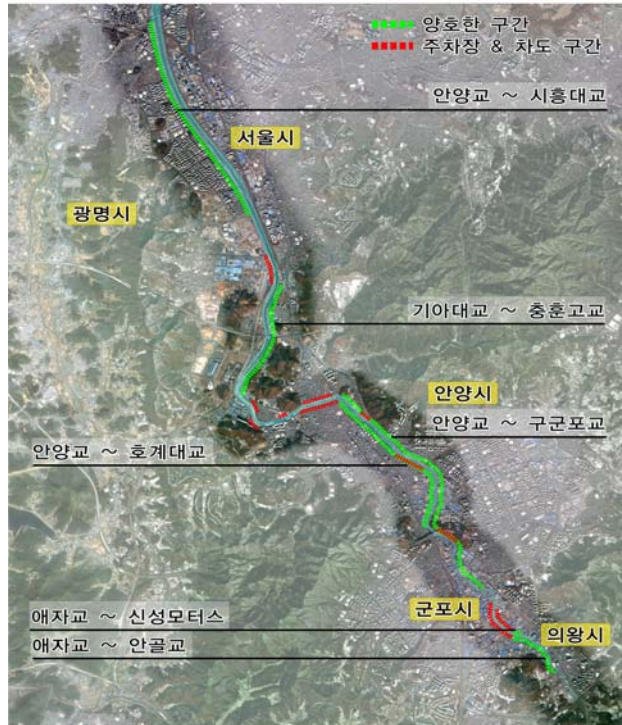 양호한 구간
주차장 & 차도 구간
안양교 ~ 시흥대교
서울시
광명시
기아대교 ~ 충훈고교
안양시
안양교 ~ 구군포교
안양교 ~ 호계대교
군포시
애자교 ~ 신성모터스
의왕시
애자교 ~ 안골교